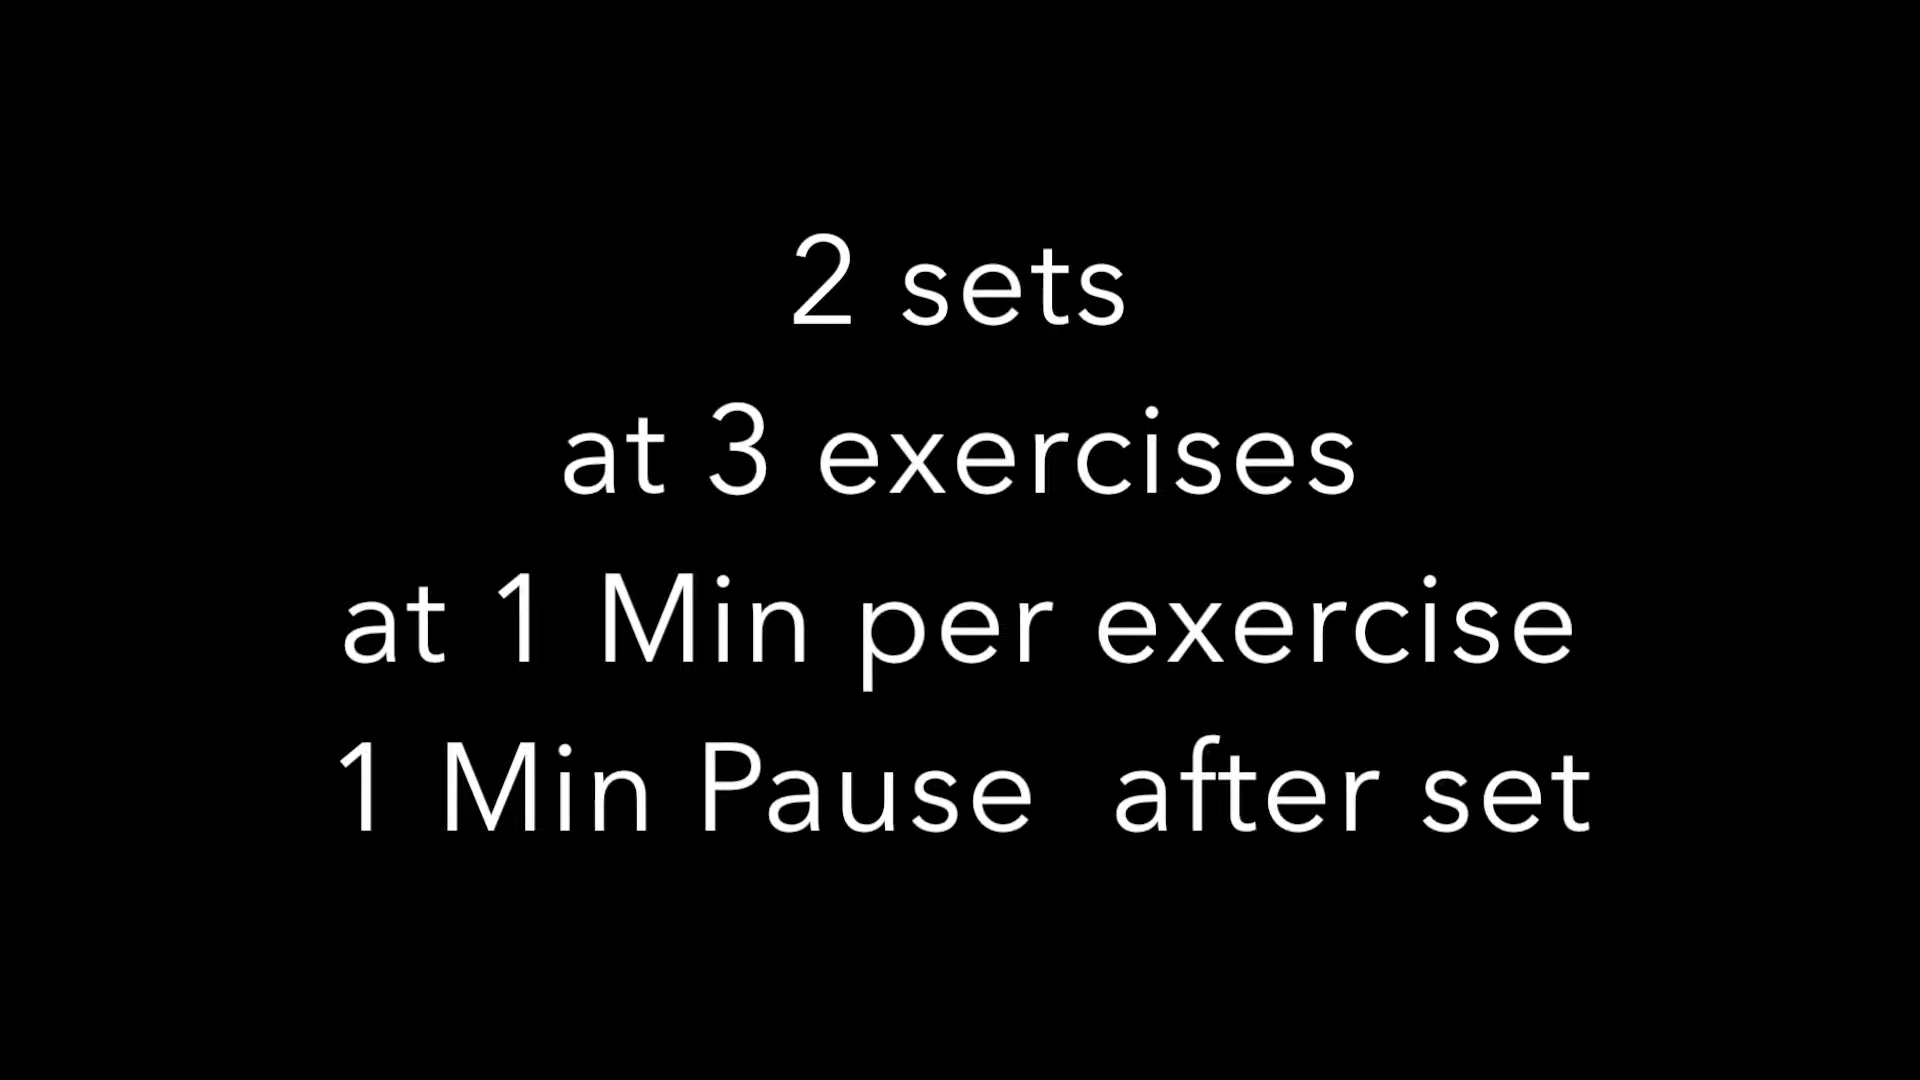 2 sets
at 3 exercises
at 1 Min per exercise
1 Min Pause  after set